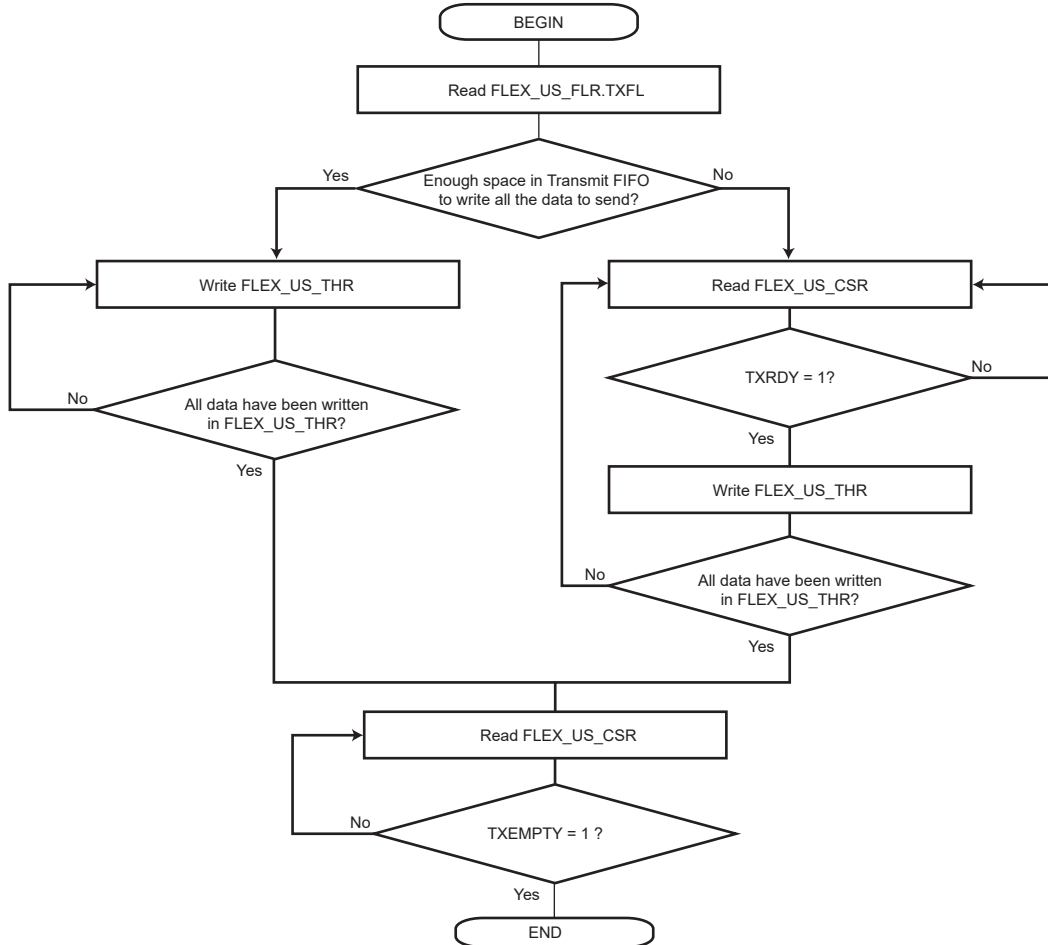 BEGIN
Read FLEX_US_FLR.TXFL
Yes
Enough space in Transmit FIFO
to write all the data to send?
No
Write FLEX_US_THR
No
All data have been written
in FLEX_US_THR?
Yes
Read FLEX_US_CSR
TXRDY = 1?
No
Yes
Write FLEX_US_THR
No
All data have been written
in FLEX_US_THR?
Yes
Read FLEX_US_CSR
No
TXEMPTY = 1 ?
Yes
END